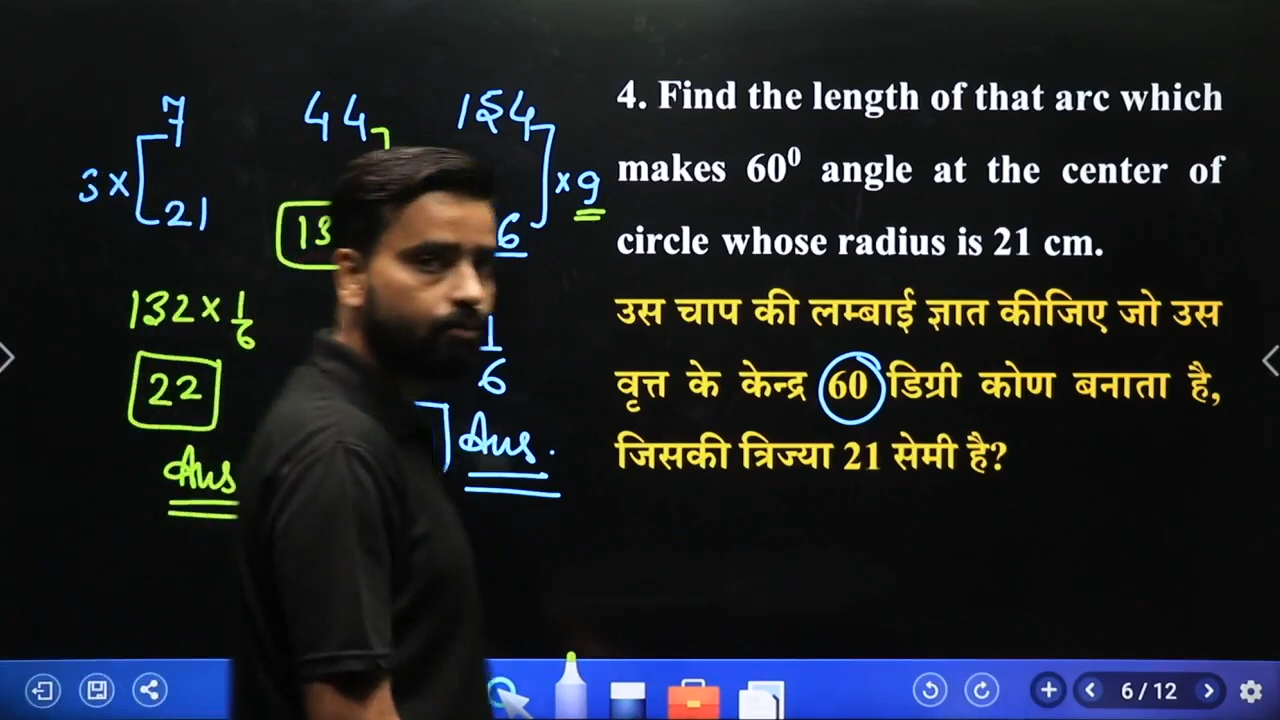 7 44 154
3 × 21 × 9
132 × 1/6
22
Ans
1/6
Ans.
4. Find the length of that arc which
makes 60⁰ angle at the center of
circle whose radius is 21 cm.
उस चाप की लम्बाई ज्ञात कीजिए जो उस
वृत्त के केन्द्र 60 डिग्री कोण बनाता है,
जिसकी त्रिज्या 21 सेमी है?
6 / 12